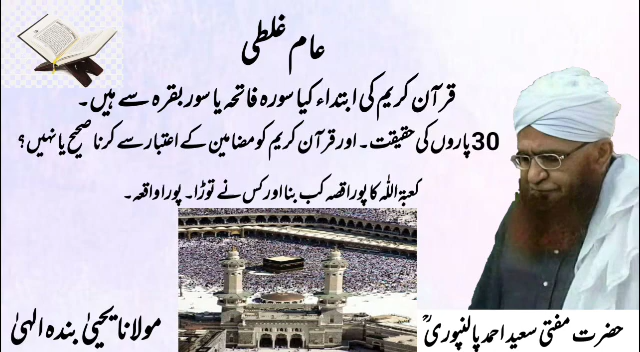 عام غلطی
قرآن کریم کی ابتداء کیا سورہ فاتحہ یا سور بقرہ سے ہیں۔
30 پاروں کی حقیقت۔ اور قرآن کریم کو مضامین کے اعتبار سے کرنا صحیح یا نہیں؟
کعبۃ اللہ کا پورا قصہ کب بنا اور کس نے توڑا۔ پورا واقعہ۔
مولانا یحییٰ بندہ الہیٰ
حضرت مفتی سعید احمد پالنپوریؒ